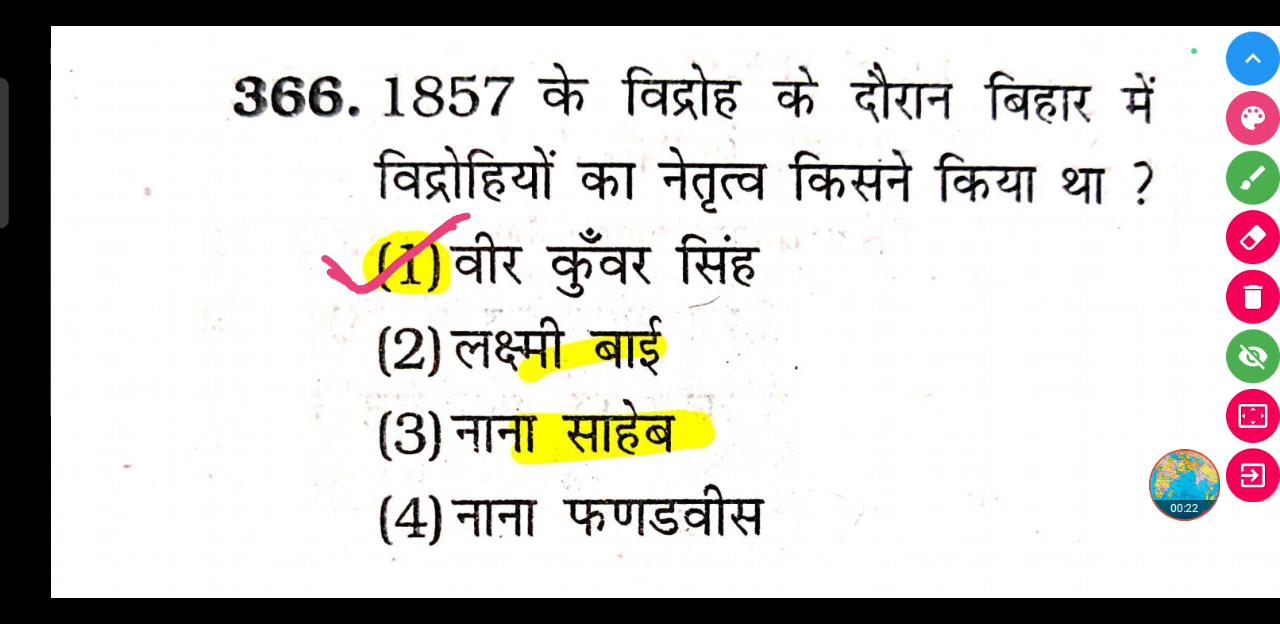 366. 1857 के विद्रोह के दौरान बिहार में
विद्रोहियों का नेतृत्व किसने किया था ?
(1) वीर कुँवर सिंह
(2) लक्ष्मी बाई
(3) नाना साहेब
(4) नाना फणडवीस
00:22